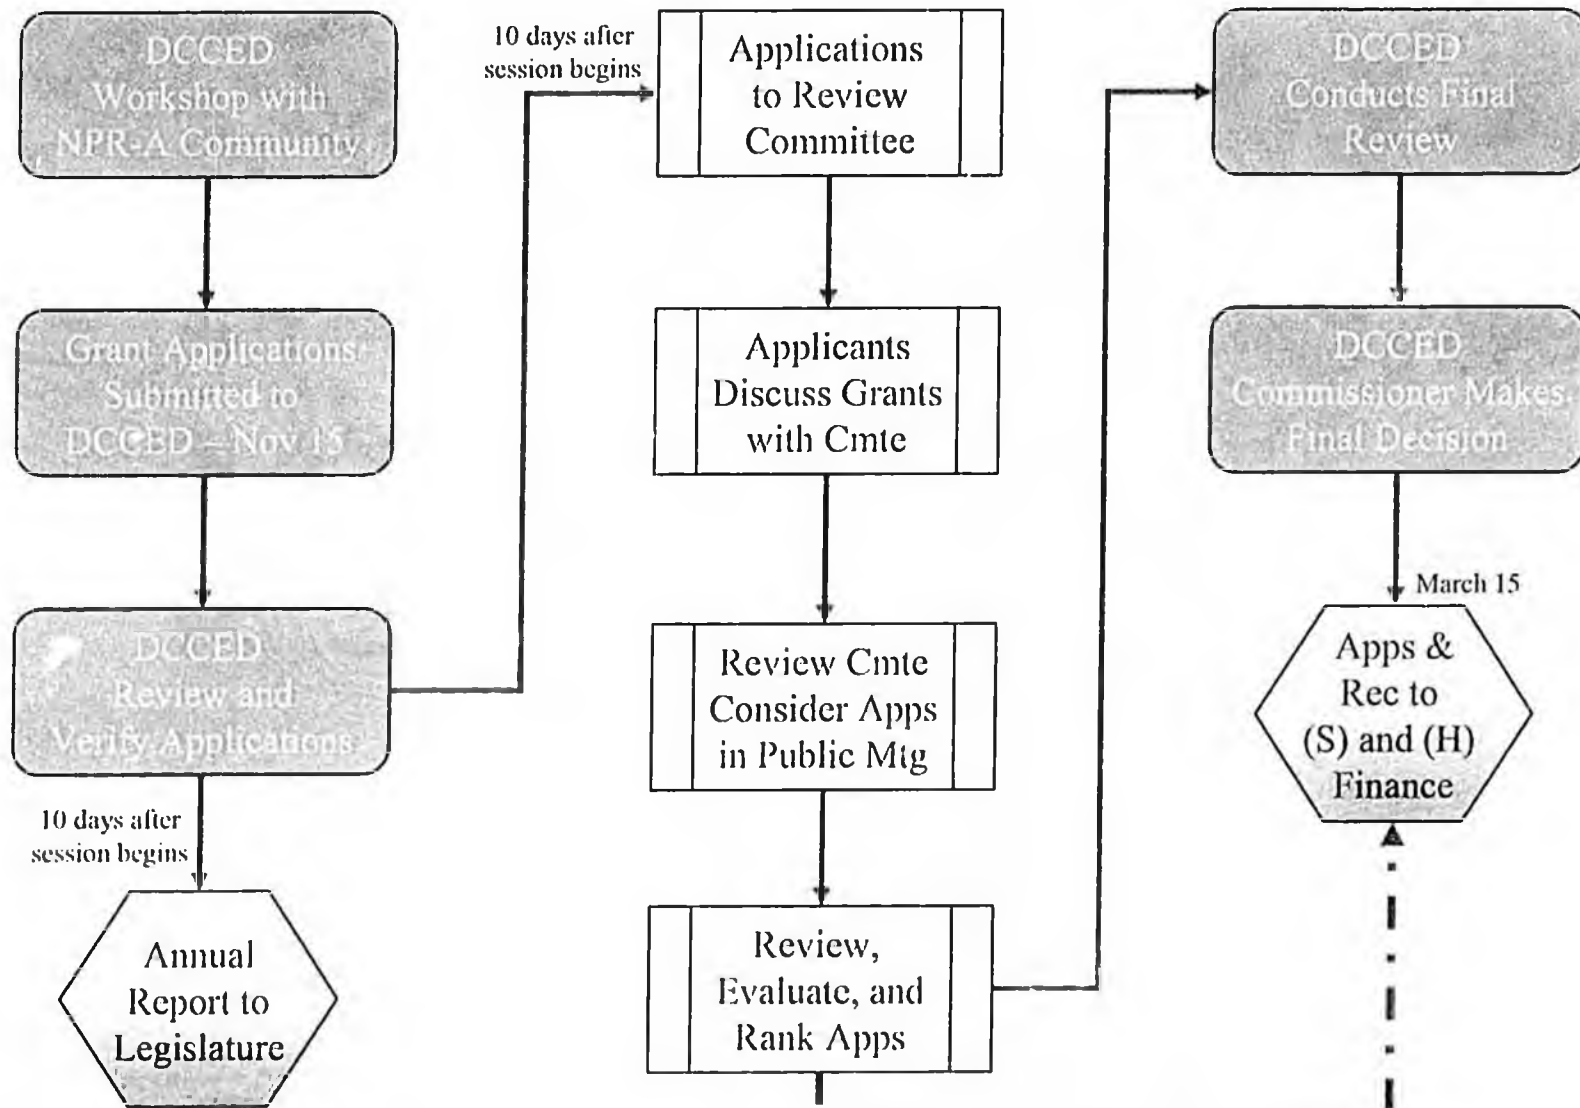 DCCED
Workshop with
NPR-A Community
Grant Applications
Submitted to
DCCED – Nov 15
DCCED
Review and
Verify Applications
10 days after
session begins
Annual
Report to
Legislature
10 days after
session begins
Applications
to Review
Committee
Applicants
Discuss Grants
with Cmte
Review Cmte
Consider Apps
in Public Mtg
Review,
Evaluate, and
Rank Apps
DCCED
Conducts Final
Review
DCCED
Commissioner Makes
Final Decision
March 15
Apps &
Rec to
(S) and (H)
Finance